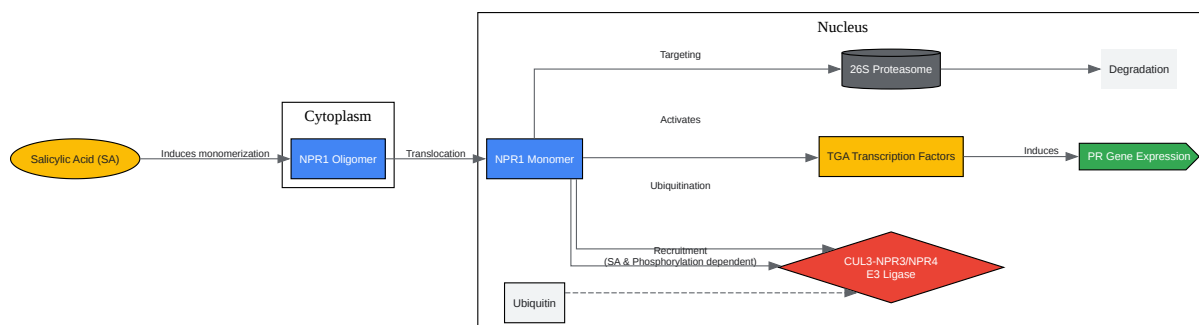 Nucleus
Targeting
26S Proteasome
Degradation
Cytoplasm
Salicylic Acid (SA)
Induces monomerization
NPR1 Oligomer
Translocation
NPR1 Monomer
Activates
TGA Transcription Factors
Induces
PR Gene Expression
Ubiquitination
Recruitment
(SA & Phosphorylation dependent)
CUL3-NPR3/NPR4
E3 Ligase
Ubiquitin